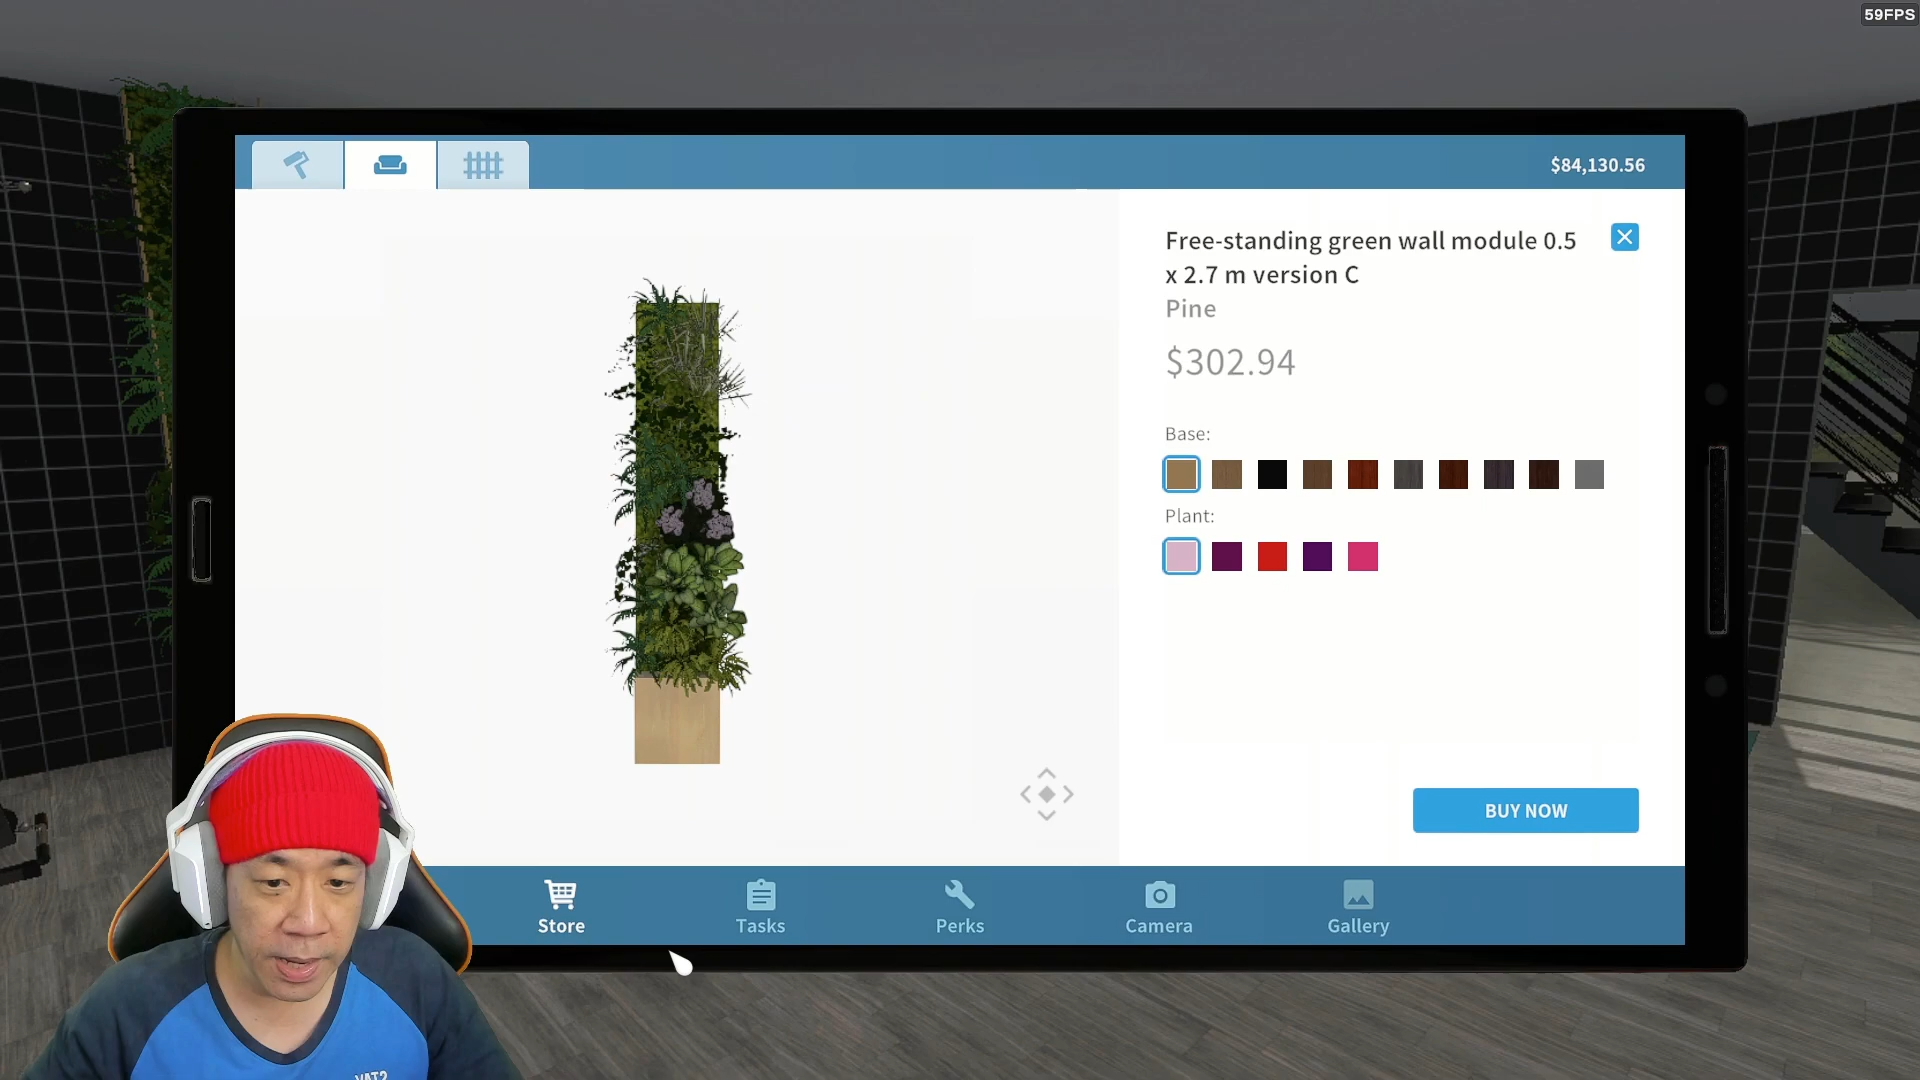 59FPS
$84,130.56
Free-standing green wall module 0.5
x 2.7 m version C
Pine
$302.94
Base:
Plant:
BUY NOW
Store
Tasks
Perks
Camera
Gallery